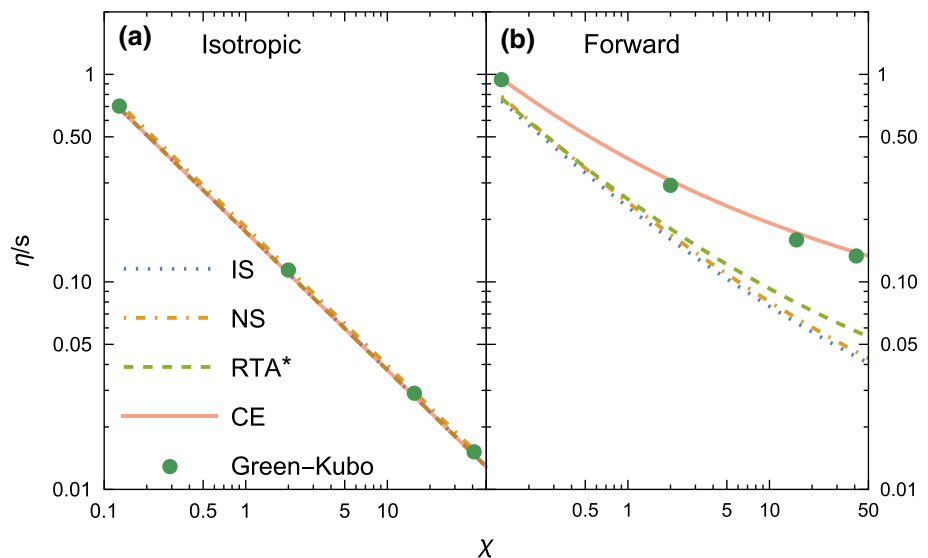 (a) Isotropic
(b) Forward
1
0.50
0.10
0.05
0.01
η/s
IS
NS
RTA*
CE
Green−Kubo
1
0.50
0.10
0.05
0.01
0.1 0.5 1 5 10
0.5 1 5 10 50
χ